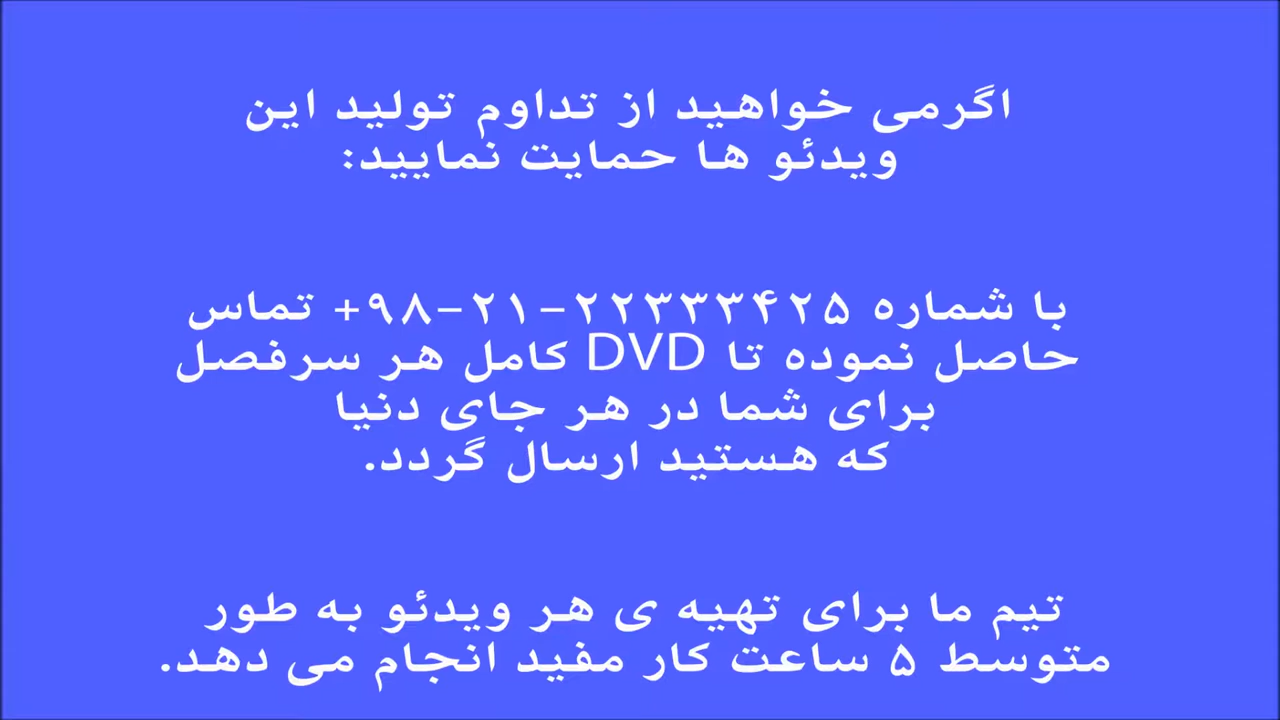 اگرمی خواهید از تداوم تولید این
ویدئو ها حمایت نمایید:
با شماره ۲۲۳۳۳۴۲۵-۲۱-۹۸+ تماس
حاصل نموده تا DVD کامل هر سرفصل
برای شما در هر جای دنیا
که هستید ارسال گردد.
تیم ما برای تهیه ی هر ویدئو به طور
متوسط ۵ ساعت کار مفید انجام می دهد.